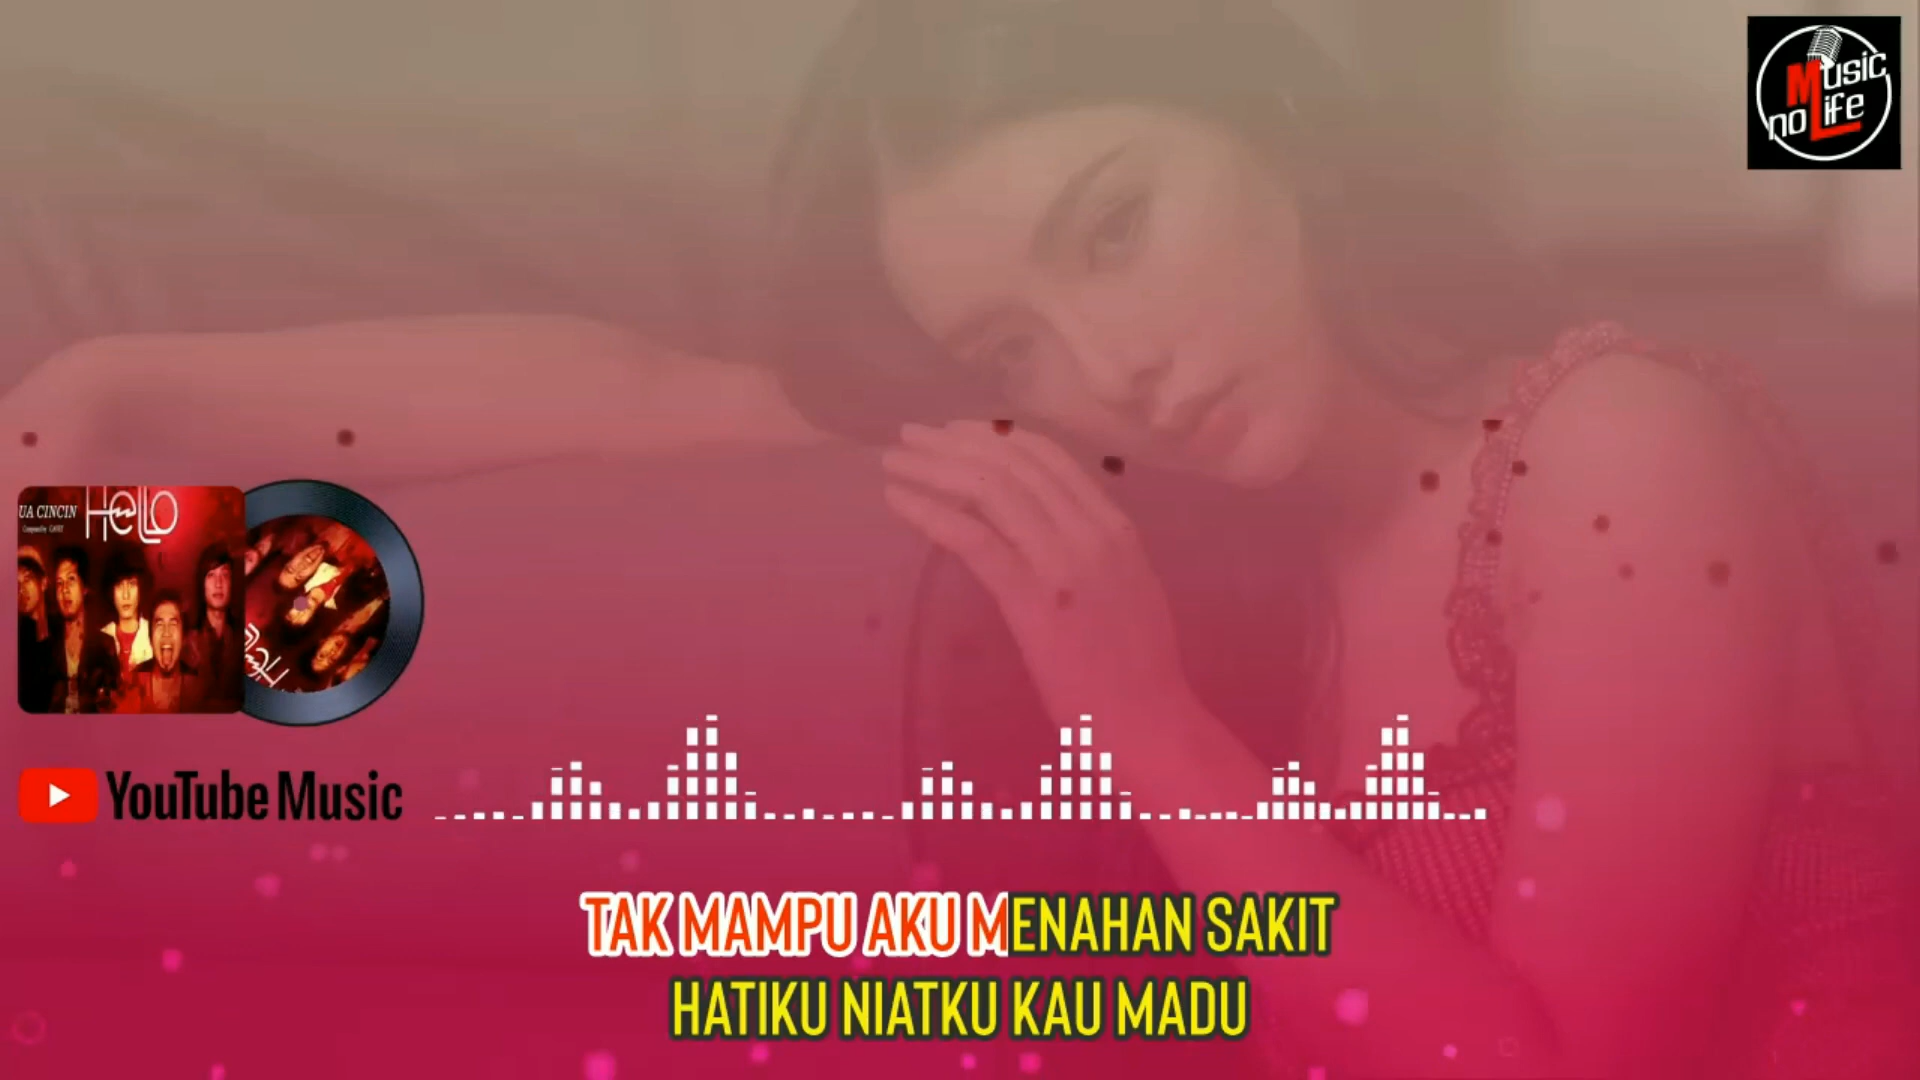 Music
no Life
UA CINCIN
HELLO
YouTube Music
TAK MAMPU AKU MENAHAN SAKIT
HATIKU NIATKU KAU MADU